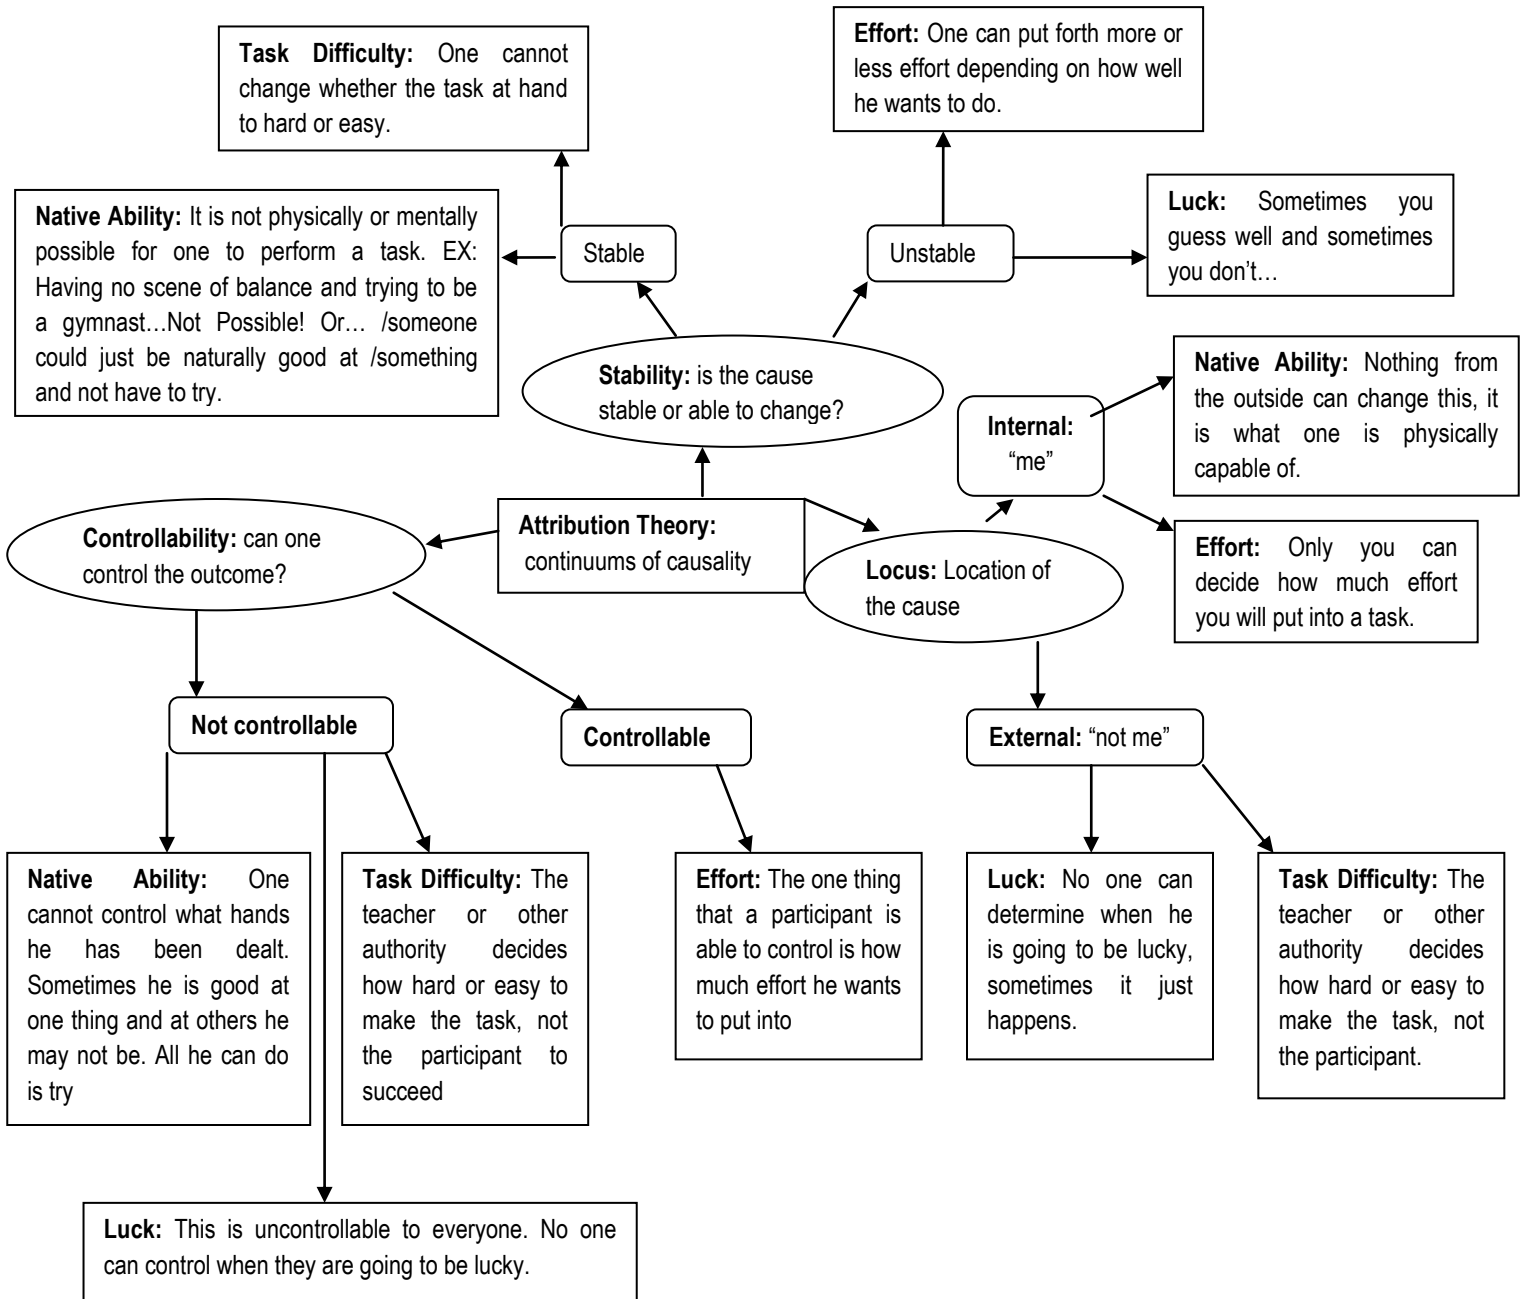 Task Difficulty: One cannot
change whether the task at hand
to hard or easy.
Effort: One can put forth more or
less effort depending on how well
he wants to do.
Native Ability: It is not physically or mentally
possible for one to perform a task. EX:
Having no scene of balance and trying to be
a gymnast…Not Possible! Or… /someone
could just be naturally good at /something
and not have to try.
Stable
Unstable
Luck: Sometimes you
guess well and sometimes
you don't…
Stability: is the cause
stable or able to change?
Internal:
"me"
Native Ability: Nothing from
the outside can change this, it
is what one is physically
capable of.
Controllability: can one
control the outcome?
Attribution Theory:
continuums of causality
Locus: Location of
the cause
Effort: Only you can
decide how much effort
you will put into a task.
Not controllable
Controllable
External: "not me"
Native Ability: One
cannot control what hands
he has been dealt.
Sometimes he is good at
one thing and at others he
may not be. All he can do
is try
Task Difficulty: The
teacher or other
authority decides
how hard or easy to
make the task, not
the participant to
succeed
Effort: The one thing
that a participant is
able to control is how
much effort he wants
to put into
Luck: No one can
determine when he
is going to be lucky,
sometimes it just
happens.
Task Difficulty: The
teacher or other
authority decides
how hard or easy to
make the task, not
the participant.
Luck: This is uncontrollable to everyone. No one
can control when they are going to be lucky.